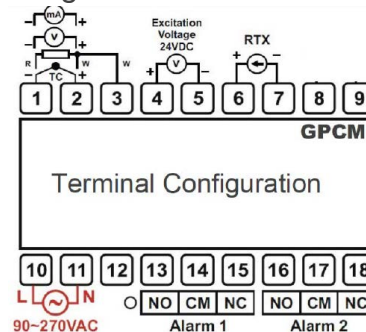 mA
V
R W W
TC
Excitation
Voltage
24VDC
V
RTX
1 2 3 4 5 6 7 8 9
GPCM
Terminal Configuration
10 11 12 13 14 15 16 17 18
L N
90~270VAC
NO CM NC NO CM NC
Alarm 1 Alarm 2